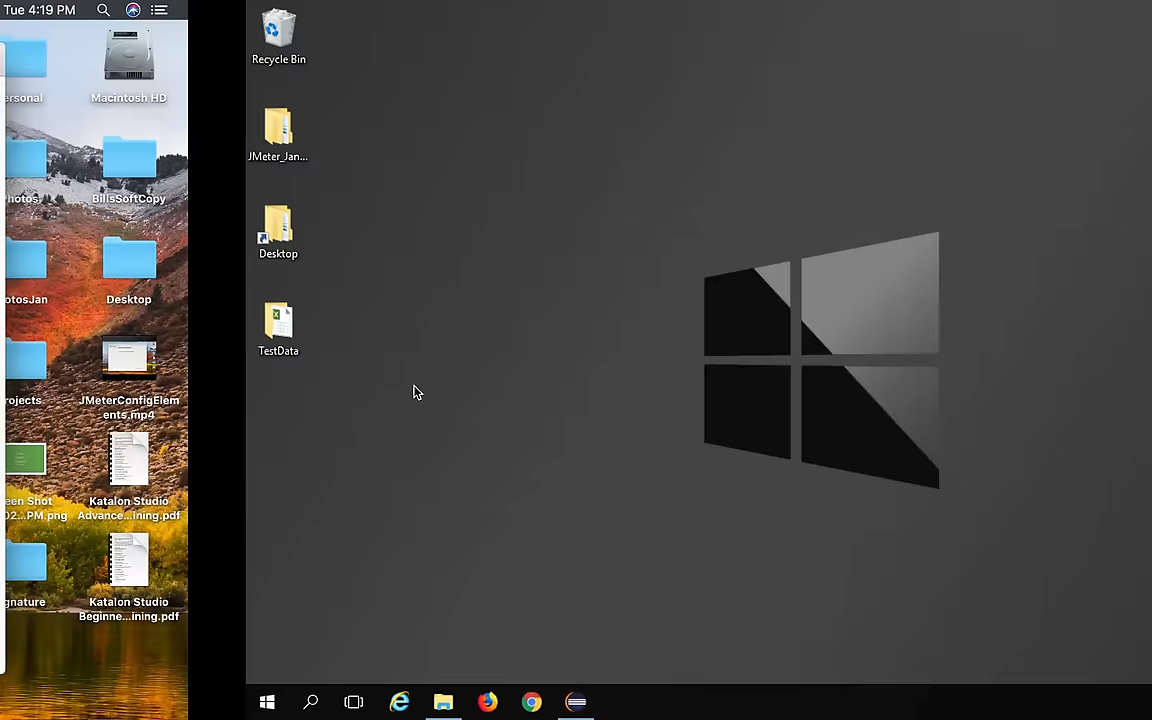 Tue 4:19 PM
ersonal
Macintosh HD
hotos
BillsSoftCopy
otosJan
Desktop
rojects
JMeterConfigElem
ents.mp4
een Shot
02...PM.png
Katalon Studio
Advance...ining.pdf
gnature
Katalon Studio
Beginne...ining.pdf
Recycle Bin
JMeter_Jan...
Desktop
TestData